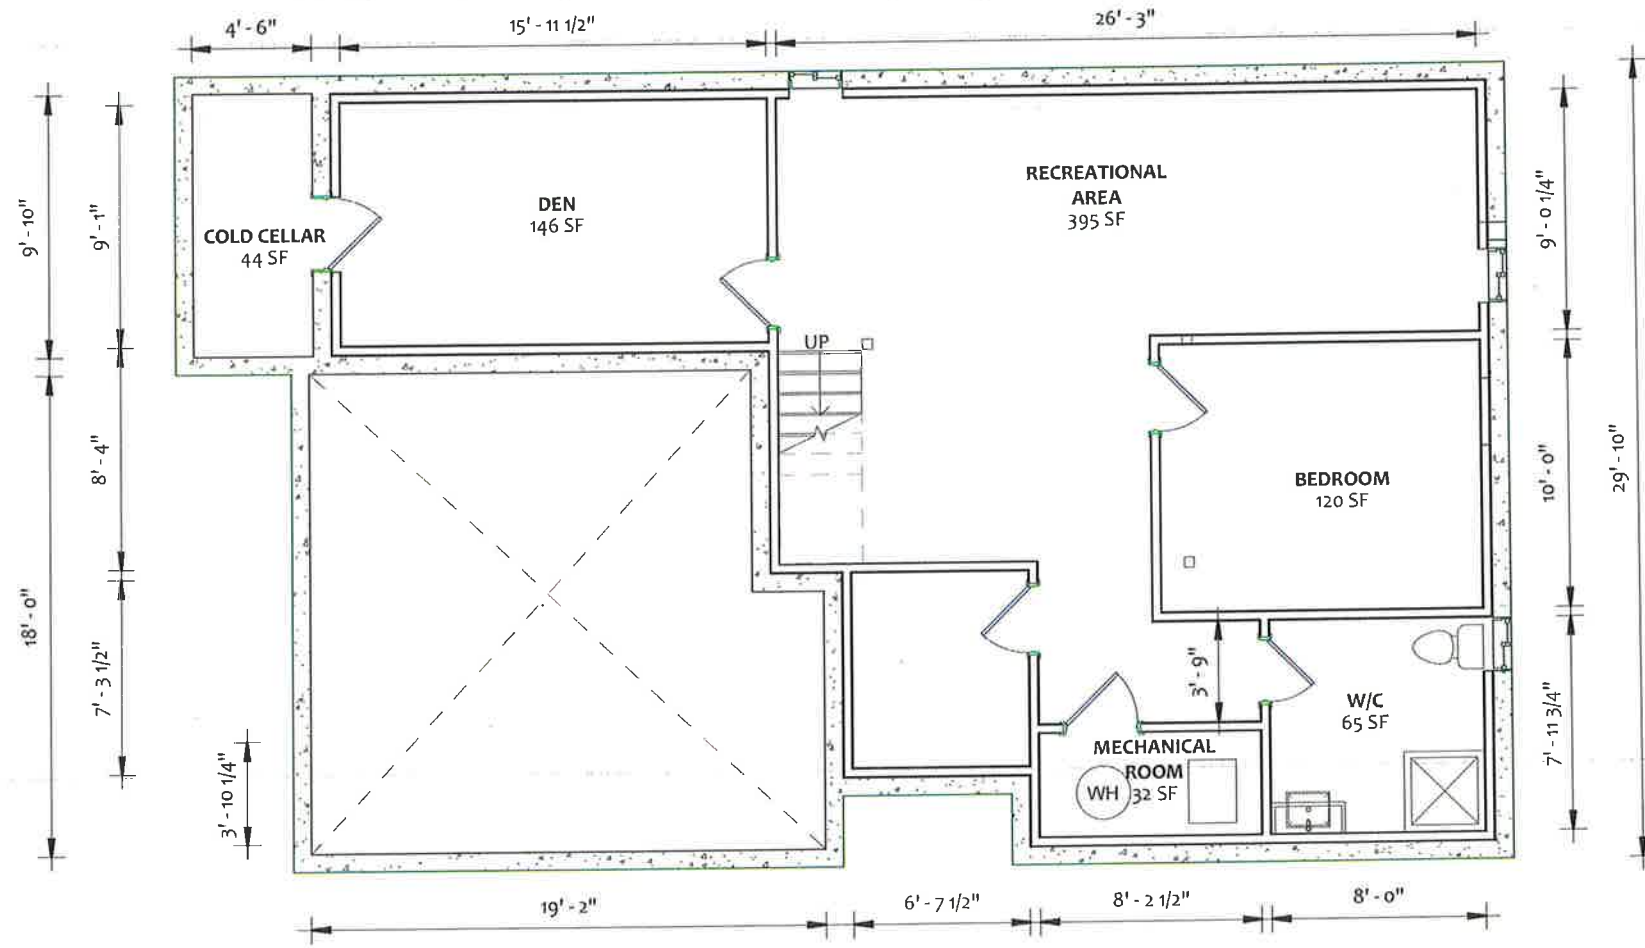 4' - 6"
15' - 11 1/2"
26' - 3"
9' - 10"
9' - 1"
COLD CELLAR
44 SF
DEN
146 SF
RECREATIONAL
AREA
395 SF
9' - 0 1/4"
UP
8' - 4"
BEDROOM
120 SF
10' - 0"
29' - 10"
18' - 0"
7' - 3 1/2"
3' - 10 1/4"
3' - 9"
W/C
65 SF
7' - 11 3/4"
MECHANICAL
ROOM
WH
32 SF
19' - 2"
6' - 7 1/2"
8' - 2 1/2"
8' - 0"